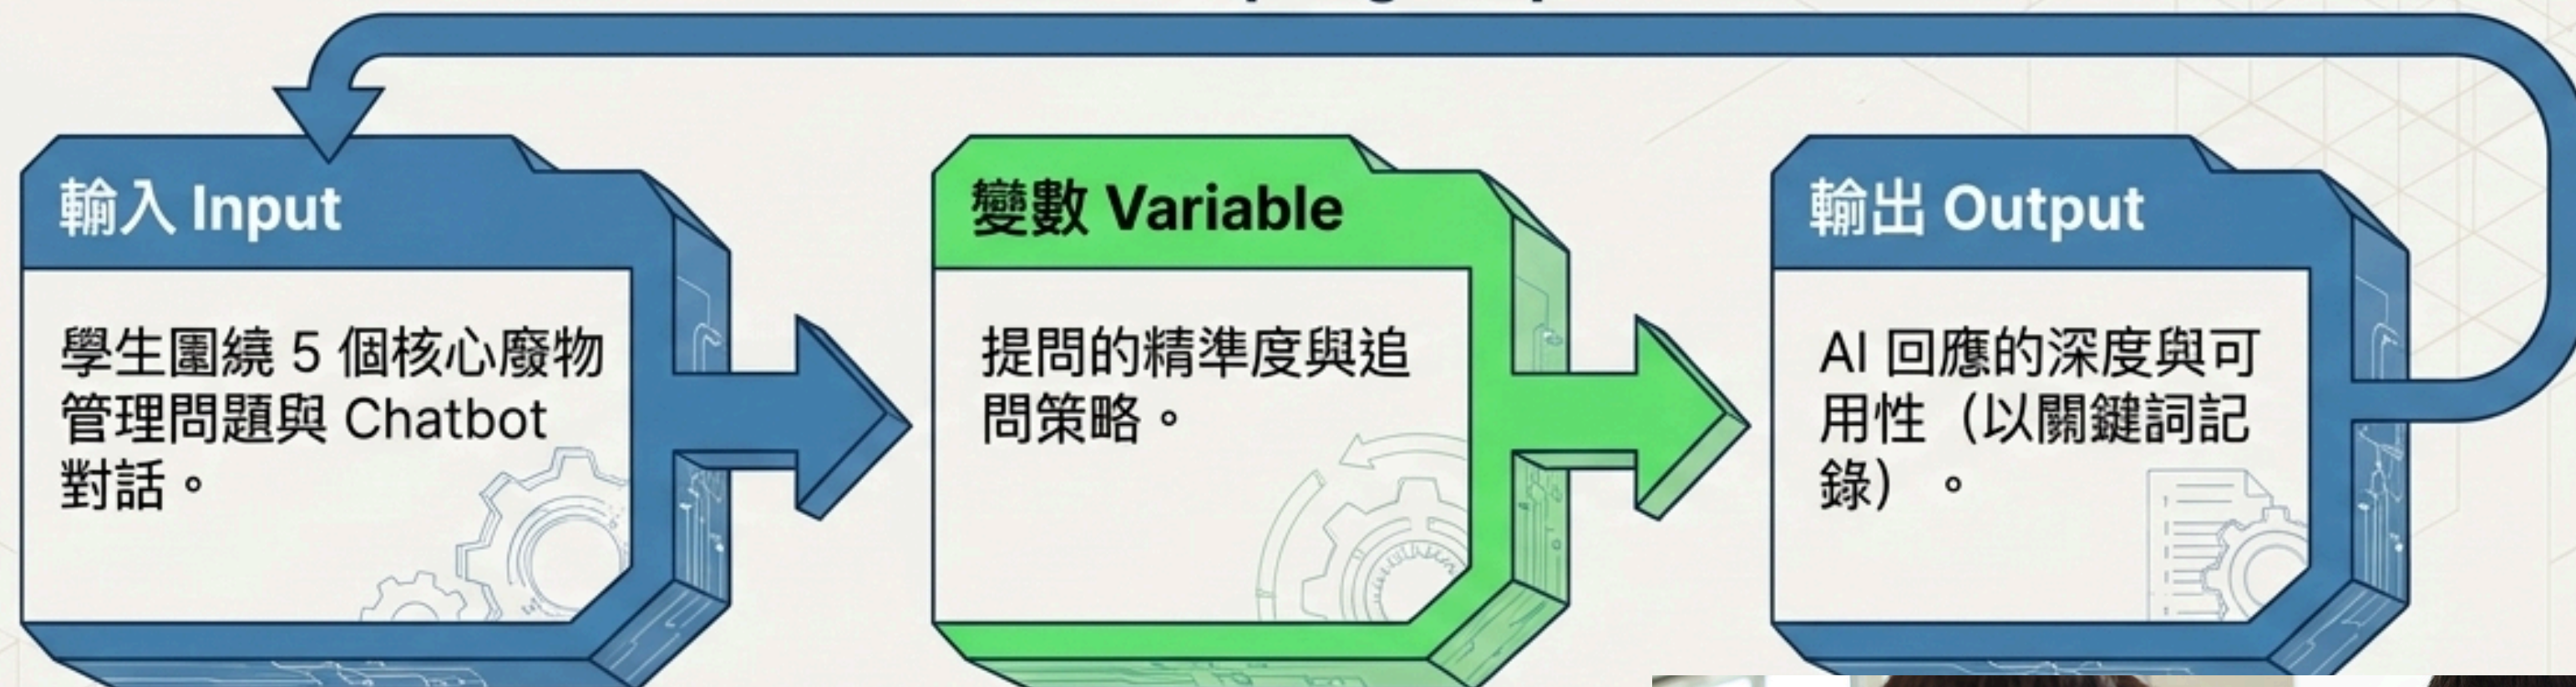 輸入 Input
學生圍繞 5 個核心廢物
管理問題與 Chatbot
對話。
變數 Variable
提問的精準度與追
問策略。
輸出 Output
AI 回應的深度與可
用性（以關鍵詞記
錄）。